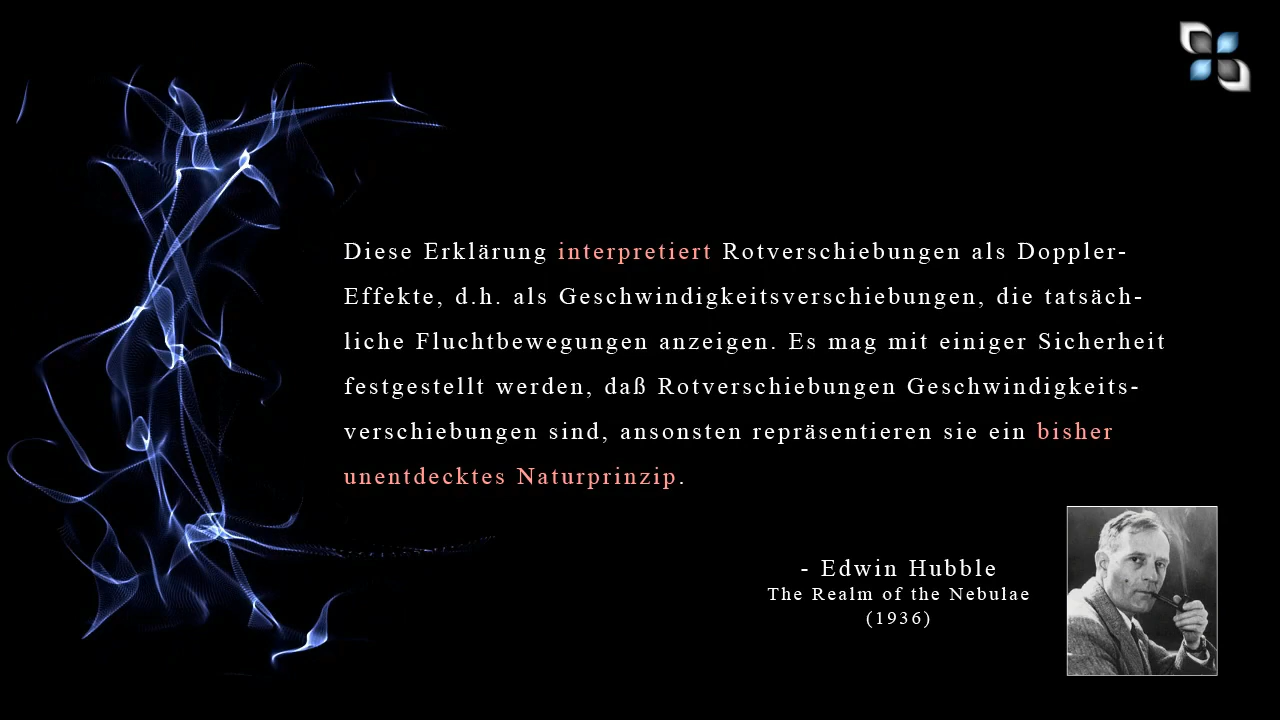 Diese Erklärung interpretiert Rotverschiebungen als Doppler-
Effekte, d.h. als Geschwindigkeitsverschiebungen, die tatsäch-
liche Fluchtbewegungen anzeigen. Es mag mit einiger Sicherheit
festgestellt werden, daß Rotverschiebungen Geschwindigkeits-
verschiebungen sind, ansonsten repräsentieren sie ein bisher
unentdecktes Naturprinzip.
- Edwin Hubble
The Realm of the Nebulae
(1936)